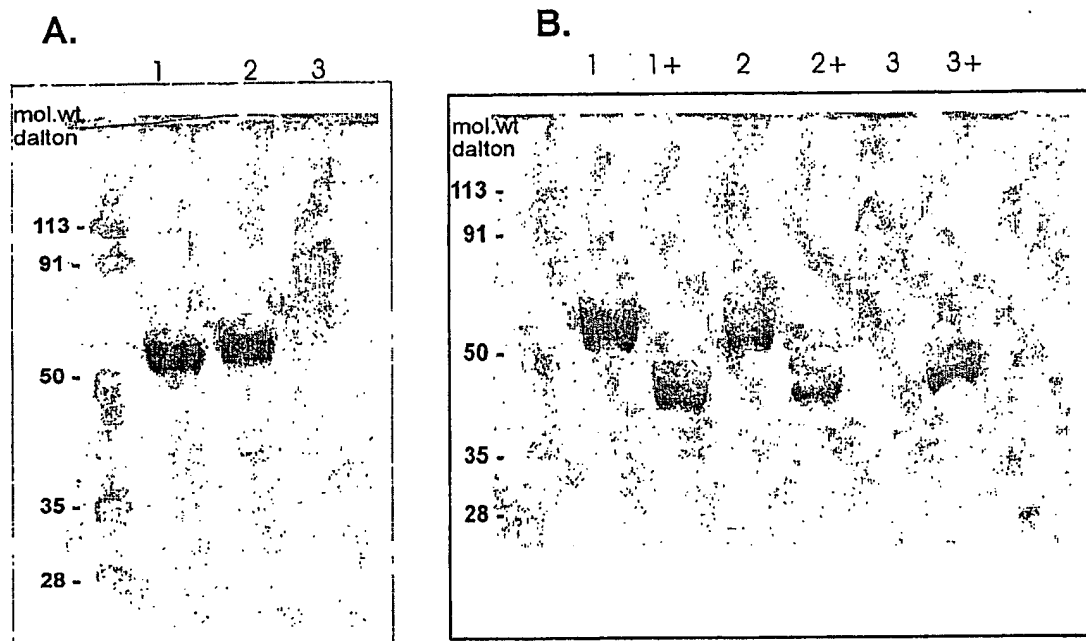 A.
1 2 3
mol.wt
dalton
113 -
91 -
50 -
35 -
28 -
B.
1 1+ 2 2+ 3 3+
mol.wt
dalton
113 -
91 -
50 -
35 -
28 -